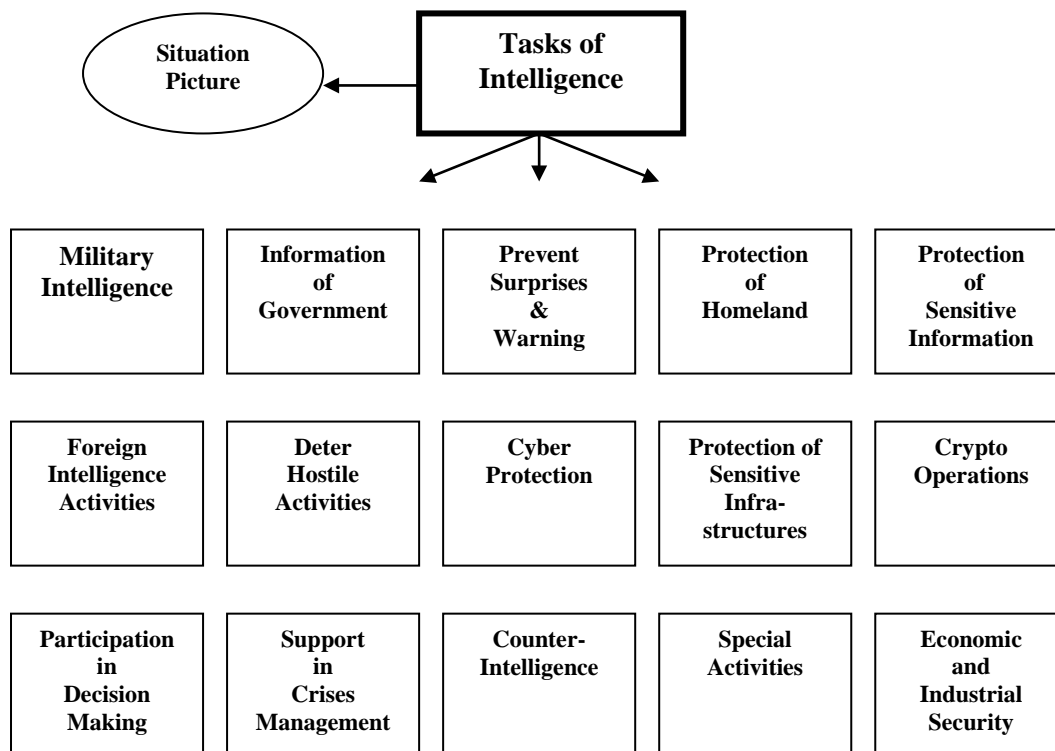 Situation
Picture
Tasks of
Intelligence
Military
Intelligence
Information
of
Government
Prevent
Surprises
&
Warning
Protection
of
Homeland
Protection
of
Sensitive
Information
Foreign
Intelligence
Activities
Deter
Hostile
Activities
Cyber
Protection
Protection of
Sensitive
Infra-
structures
Crypto
Operations
Participation
in
Decision
Making
Support
in
Crises
Management
Counter-
Intelligence
Special
Activities
Economic
and
Industrial
Security